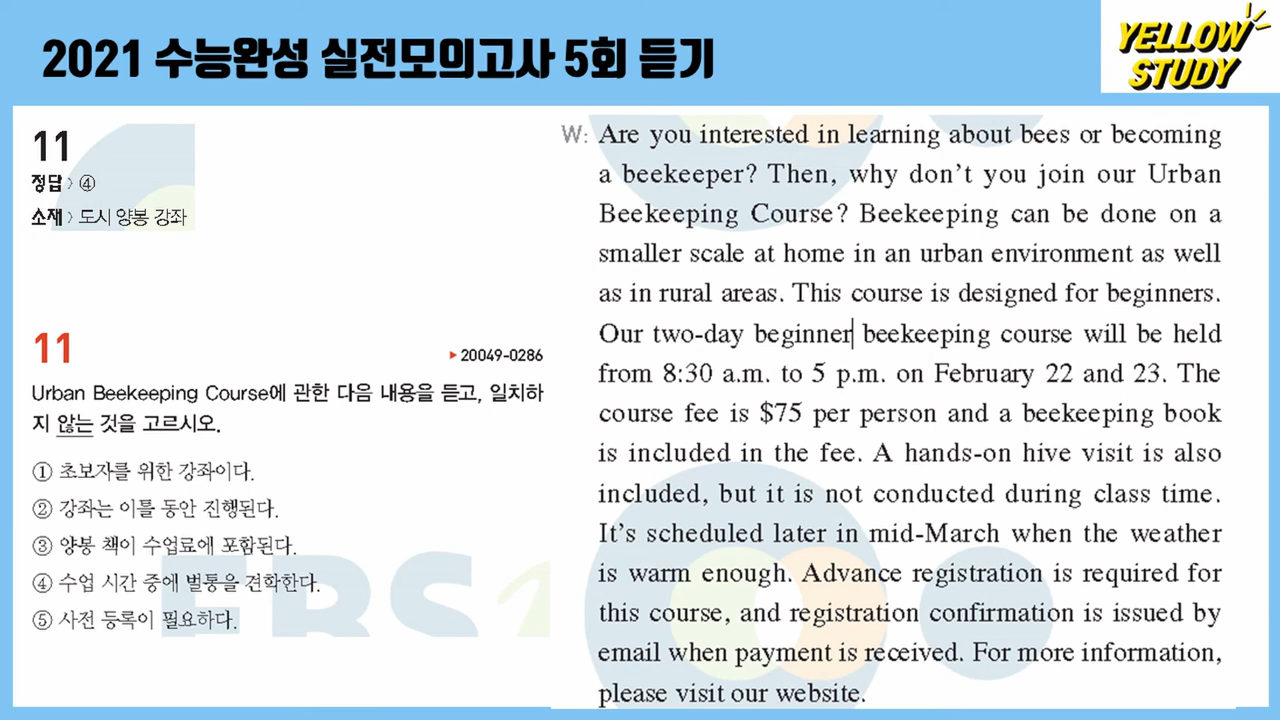 2021 수능완성 실전모의고사 5회 듣기
YELLOW
STUDY
11
정답 > ④
소재 > 도시 양봉 강좌
11
▶ 20049-0286
Urban Beekeeping Course에 관한 다음 내용을 듣고, 일치하
지 않는 것을 고르시오.
① 초보자를 위한 강좌이다.
② 강좌는 이틀 동안 진행된다.
③ 양봉 책이 수업료에 포함된다.
④ 수업 시간 중에 벌통을 견학한다.
⑤ 사전 등록이 필요하다.
EBS
W: Are you interested in learning about bees or becoming
a beekeeper? Then, why don't you join our Urban
Beekeeping Course? Beekeeping can be done on a
smaller scale at home in an urban environment as well
as in rural areas. This course is designed for beginners.
Our two-day beginner beekeeping course will be held
from 8:30 a.m. to 5 p.m. on February 22 and 23. The
course fee is $75 per person and a beekeeping book
is included in the fee. A hands-on hive visit is also
included, but it is not conducted during class time.
It's scheduled later in mid-March when the weather
is warm enough. Advance registration is required for
this course, and registration confirmation is issued by
email when payment is received. For more information,
please visit our website.